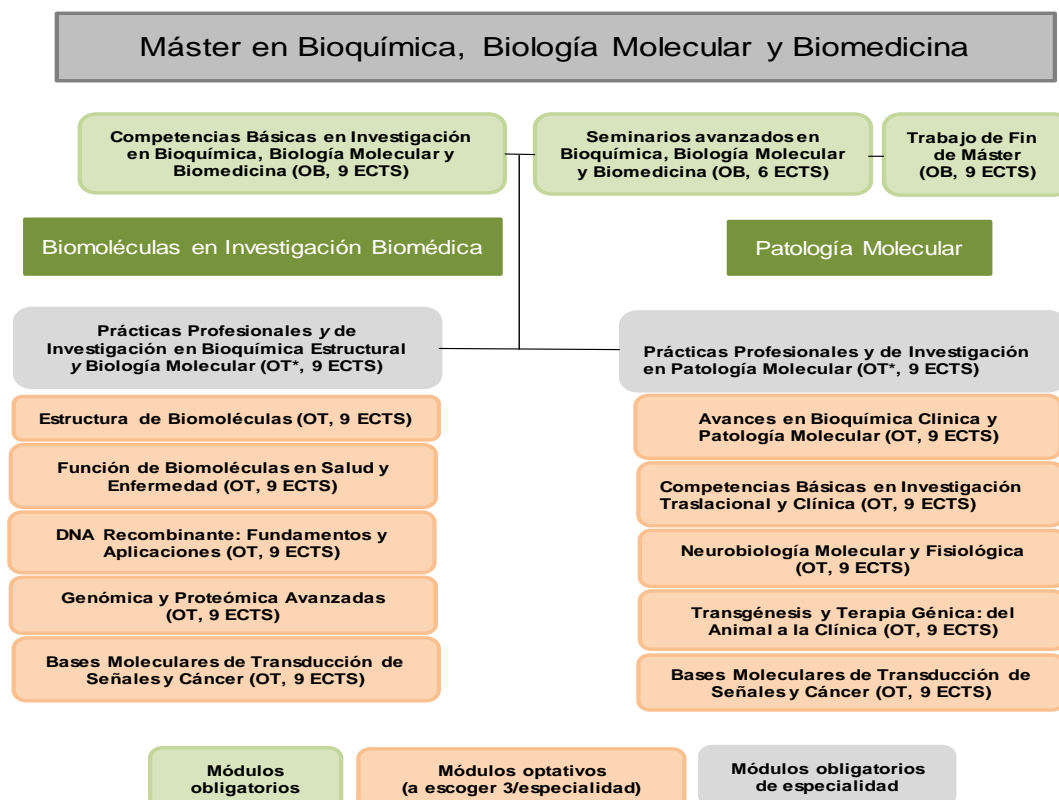 Máster en Bioquímica, Biología Molecular y Biomedicina
Competencias Básicas en Investigación
en Bioquímica, Biología Molecular y
Biomedicina (OB, 9 ECTS)
Seminarios avanzados en
Bioquímica, Biología Molecular
y Biomedicina (OB, 6 ECTS)
Trabajo de Fin
de Máster
(OB, 9 ECTS)
Biomoléculas en Investigación Biomédica
Patología Molecular
Prácticas Profesionales y de
Investigación en Bioquímica Estructural
y Biología Molecular (OT*, 9 ECTS)
Estructura de Biomoléculas (OT, 9 ECTS)
Función de Biomoléculas en Salud y
Enfermedad (OT, 9 ECTS)
DNA Recombinante: Fundamentos y
Aplicaciones (OT, 9 ECTS)
Genómica y Proteómica Avanzadas
(OT, 9 ECTS)
Bases Moleculares de Transducción de
Señales y Cáncer (OT, 9 ECTS)
Prácticas Profesionales y de Investigación
en Patología Molecular (OT*, 9 ECTS)
Avances en Bioquímica Clinica y
Patología Molecular (OT, 9 ECTS)
Competencias Básicas en Investigación
Traslacional y Clínica (OT, 9 ECTS)
Neurobiología Molecular y Fisiológica
(OT, 9 ECTS)
Transgénesis y Terapia Génica: del
Animal a la Clínica (OT, 9 ECTS)
Bases Moleculares de Transducción de
Señales y Cáncer (OT, 9 ECTS)
Módulos
obligatorios
Módulos optativos
(a escoger 3/especialidad)
Módulos obligatorios
de especialidad